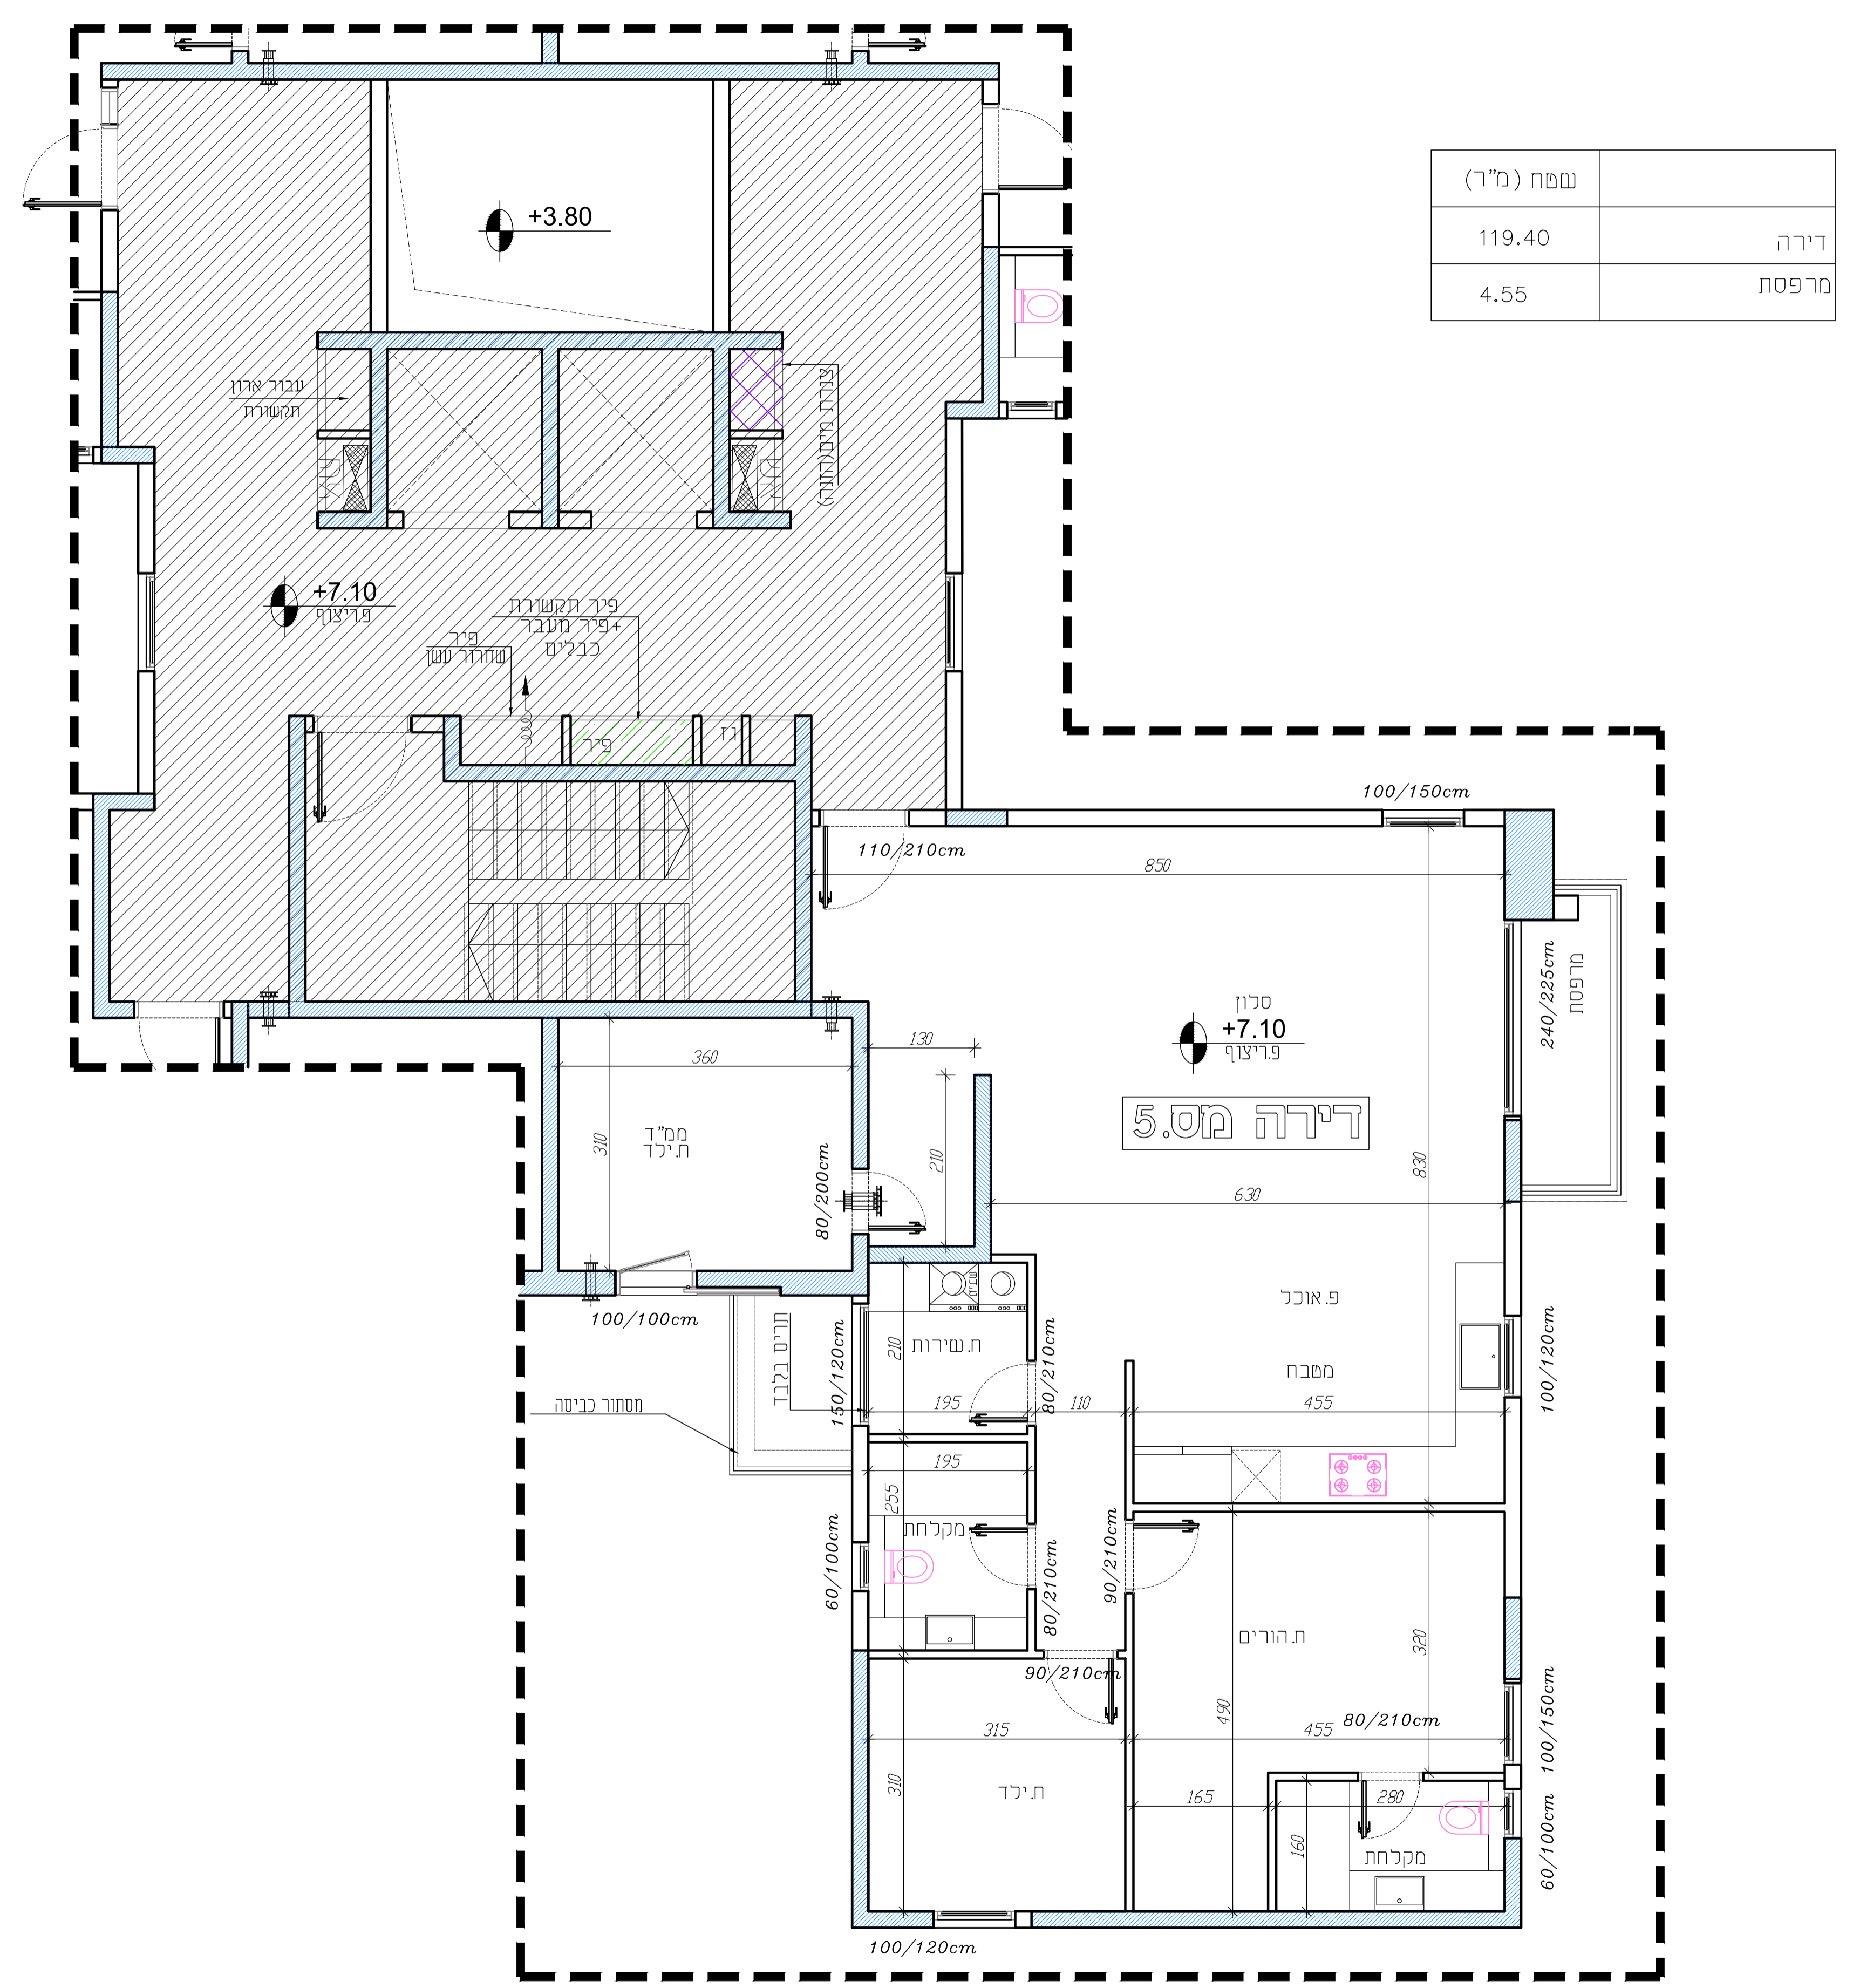 שטח (מ"ר)
דירה 119.40
מרפסת 4.55
+3.80
עבור ארון
תקשורת
צנורת מים(הזנה)
חשמל
+7.10
פ.ריצוף
פיר תקשורת
+פיר מעבר
כבלים
פיר
שחרור עשן
פיר
גז
100/150cm
110/210cm
850
240/225cm
מרפסת
סלון
+7.10
פ.ריצוף
דירה מס.5
130
360
310
ממ"ד
ח.ילד
80/200cm
210
830
630
100/100cm
תריס בלבד
150/120cm
210
ח.שירות
80/210cm
פ.אוכל
מטבח
100/120cm
מסתור כביסה
195
110
455
195
255
מקלחת
60/100cm
80/210cm
90/210cm
ח.הורים
320
90/210cm
490
315
455
80/210cm
100/150cm
310
ח.ילד
165
280
160
מקלחת
60/100cm
100/120cm